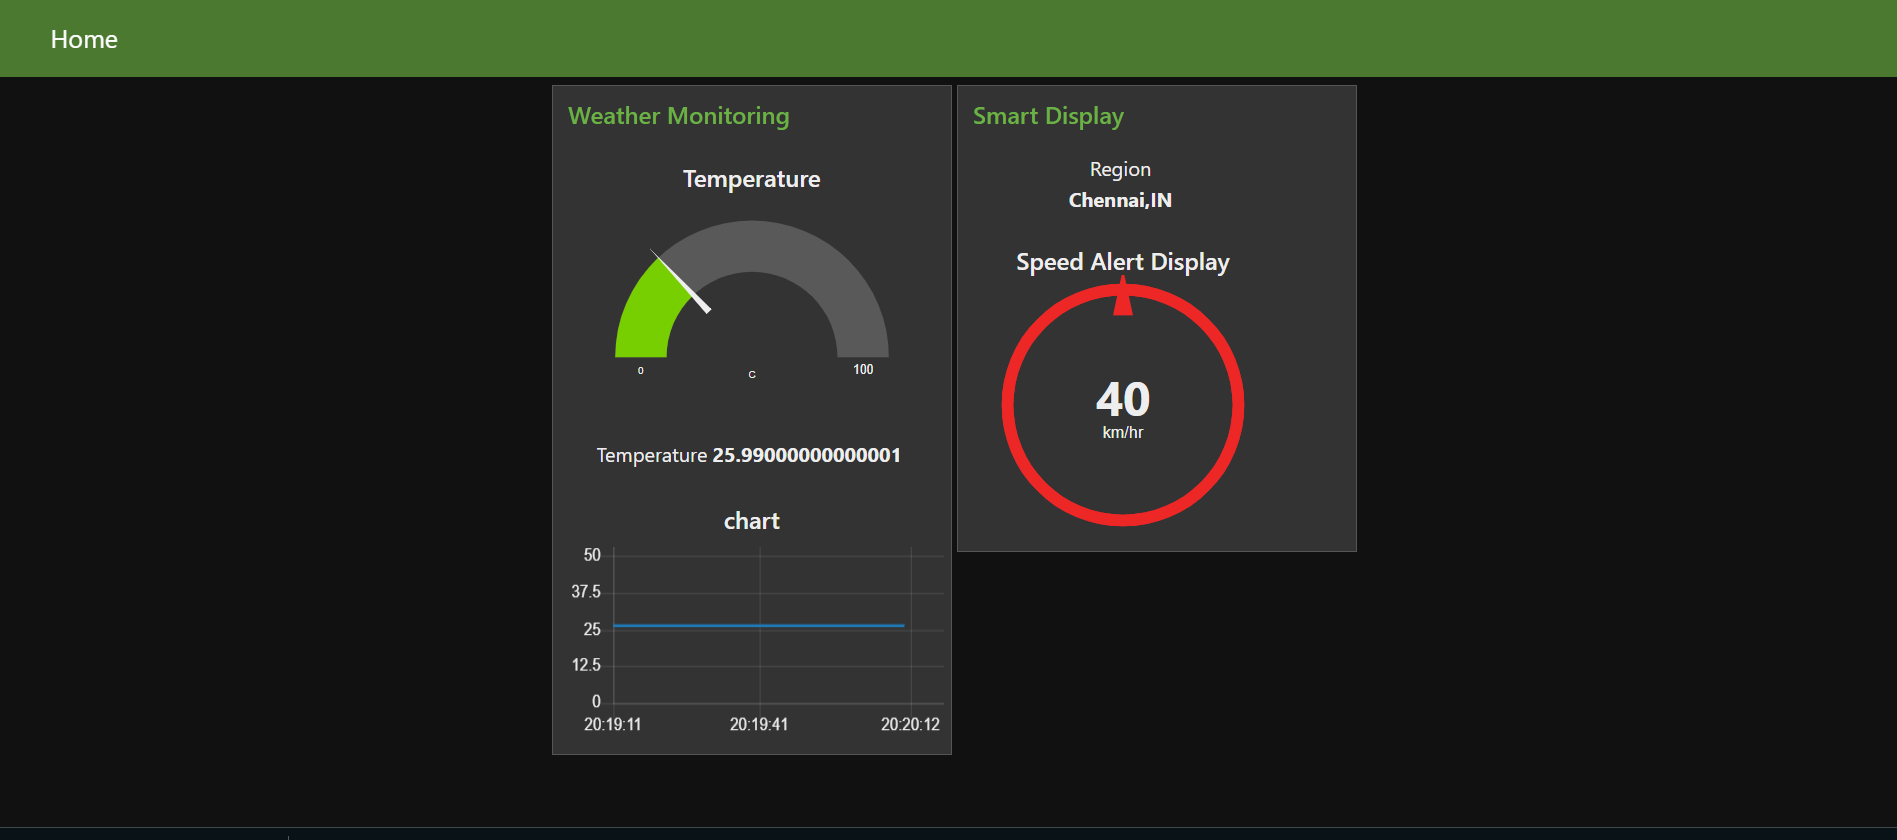 Home
Weather Monitoring
Temperature
0
C
100
Temperature 25.99000000000001
chart
50
37.5
25
12.5
0
20:19:11 20:19:41 20:20:12
Smart Display
Region
Chennai,IN
Speed Alert Display
40
km/hr